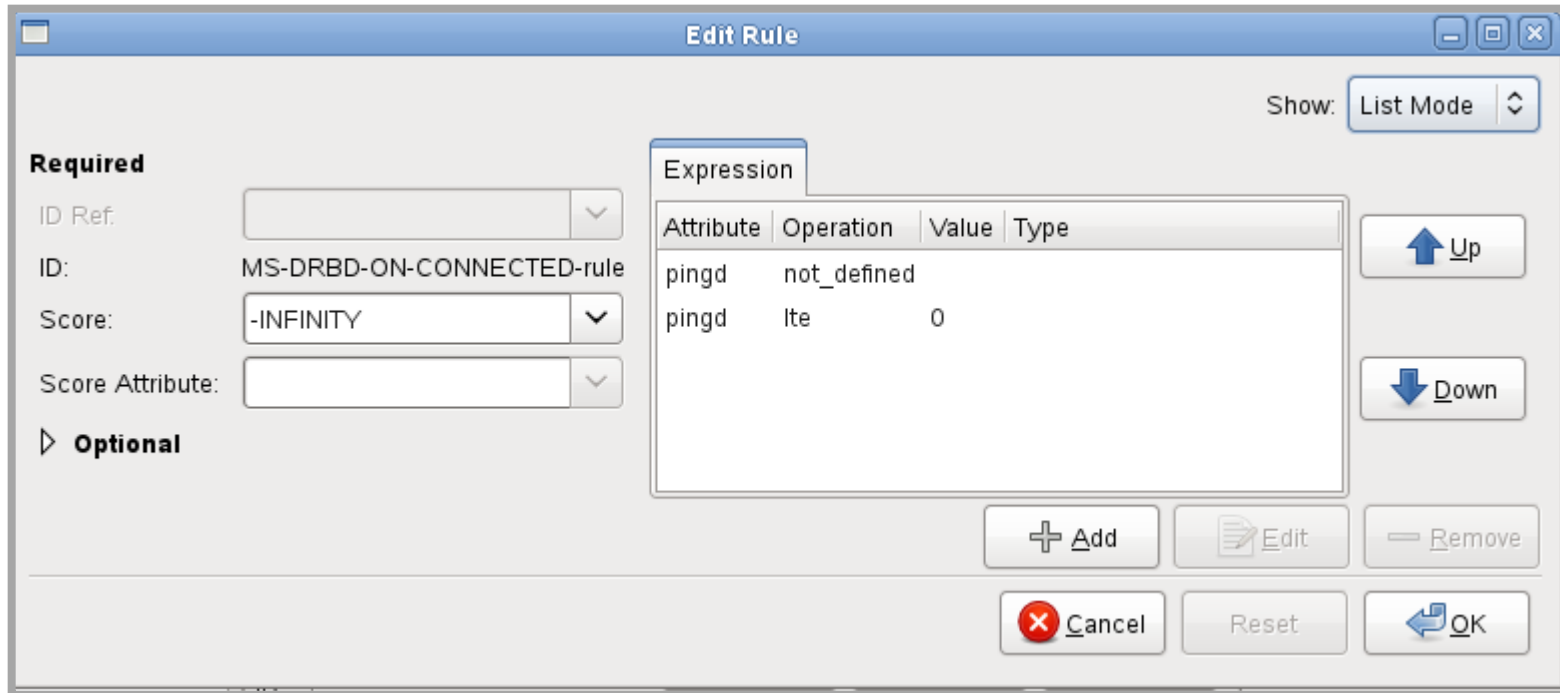 Edit Rule
Show: List Mode
Required
ID Ref:
ID: MS-DRBD-ON-CONNECTED-rule
Score: -INFINITY
Score Attribute:
Optional
Expression
Attribute Operation Value Type
pingd not_defined
pingd lte 0
Up
Down
Add Edit Remove
Cancel Reset OK